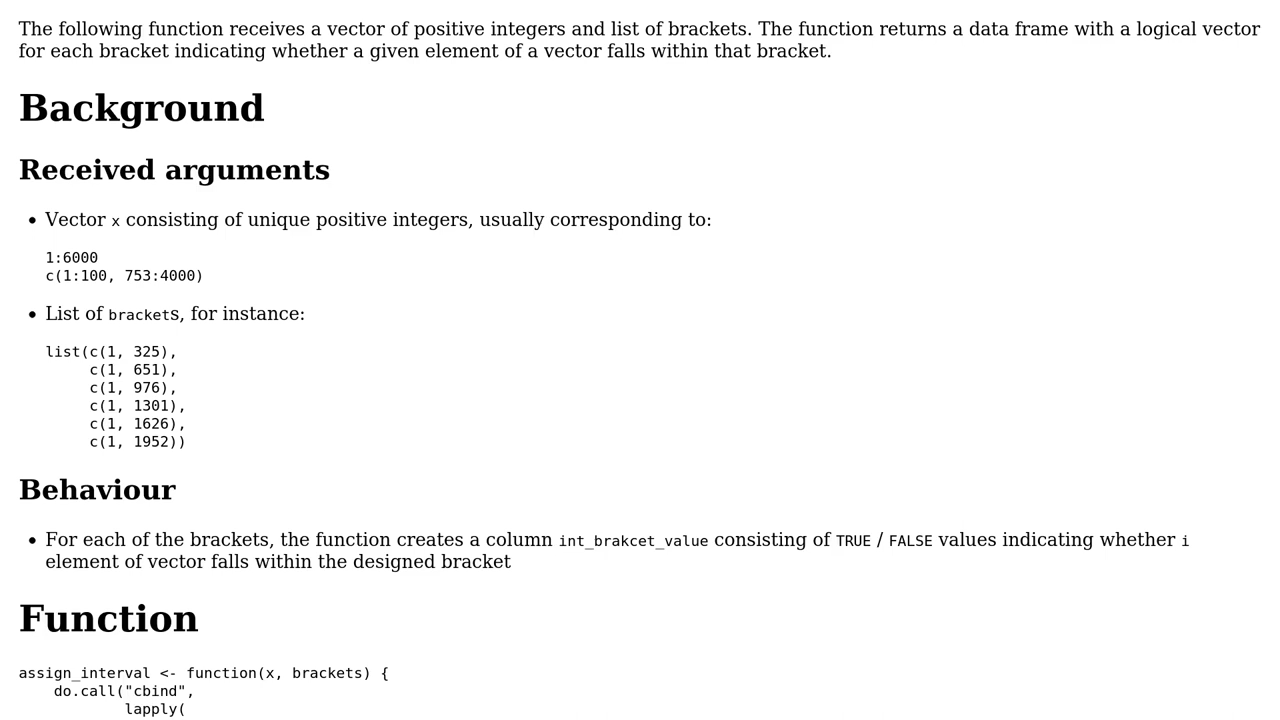 The following function receives a vector of positive integers and list of brackets. The function returns a data frame with a logical vector
for each bracket indicating whether a given element of a vector falls within that bracket.
Background
Received arguments
• Vector x consisting of unique positive integers, usually corresponding to:
1:6000
c(1:100, 753:4000)
• List of brackets, for instance:
list(c(1, 325),
     c(1, 651),
     c(1, 976),
     c(1, 1301),
     c(1, 1626),
     c(1, 1952))
Behaviour
• For each of the brackets, the function creates a column int_brakcet_value consisting of TRUE / FALSE values indicating whether i
element of vector falls within the designed bracket
Function
assign_interval <- function(x, brackets) {
    do.call("cbind",
            lapply(